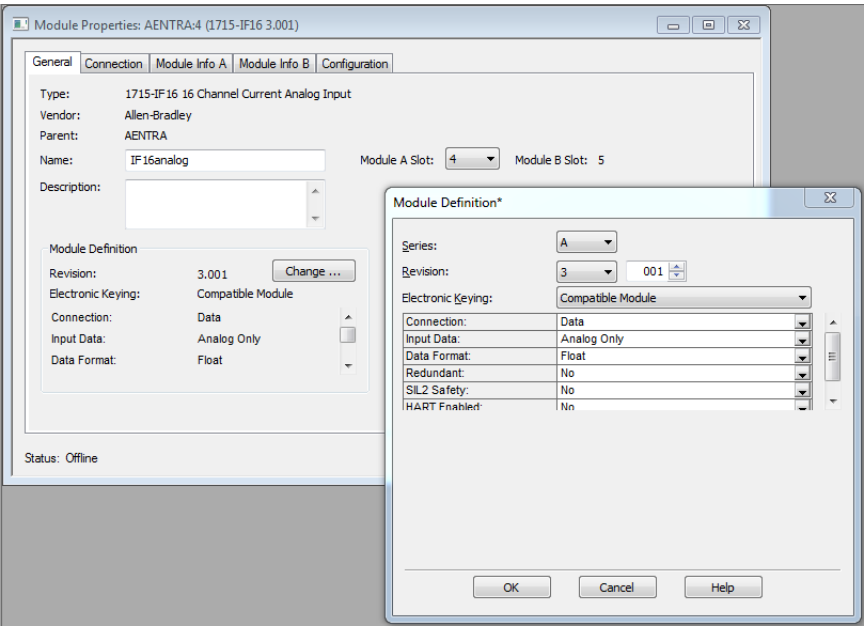 Module Properties: AENTRA:4 (1715-IF16 3.001)
General Connection Module Info A Module Info B Configuration
Type: 1715-IF16 16 Channel Current Analog Input
Vendor: Allen-Bradley
Parent: AENTRA
Name: IF16analog Module A Slot: 4 Module B Slot: 5
Description:
Module Definition
Revision: 3.001 Change ...
Electronic Keying: Compatible Module
Connection: Data
Input Data: Analog Only
Data Format: Float
Status: Offline
Module Definition*
Series: A
Revision: 3 001
Electronic Keying: Compatible Module
Connection: Data
Input Data: Analog Only
Data Format: Float
Redundant: No
SIL2 Safety: No
HART Enabled: No
OK Cancel Help